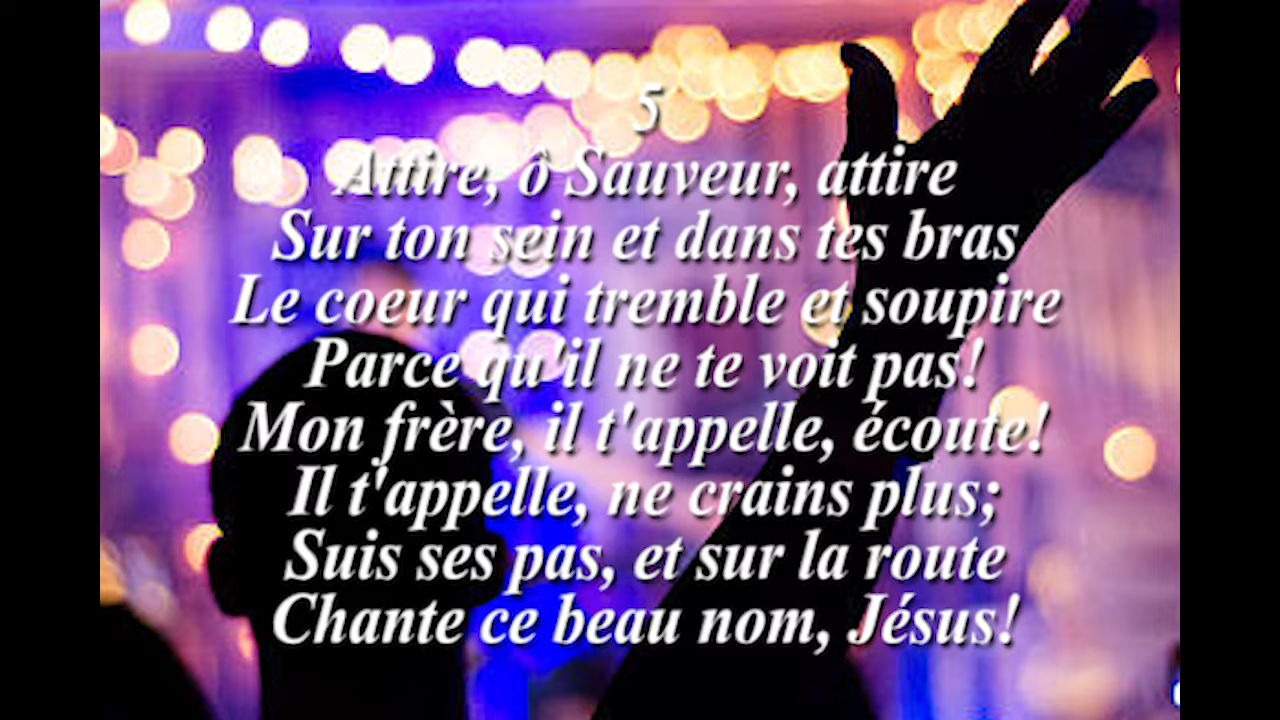 5
Attire, ô Sauveur, attire
Sur ton sein et dans tes bras
Le coeur qui tremble et soupire
Parce qu'il ne te voit pas!
Mon frère, il t'appelle, écoute!
Il t'appelle, ne crains plus;
Suis ses pas, et sur la route
Chante ce beau nom, Jésus!